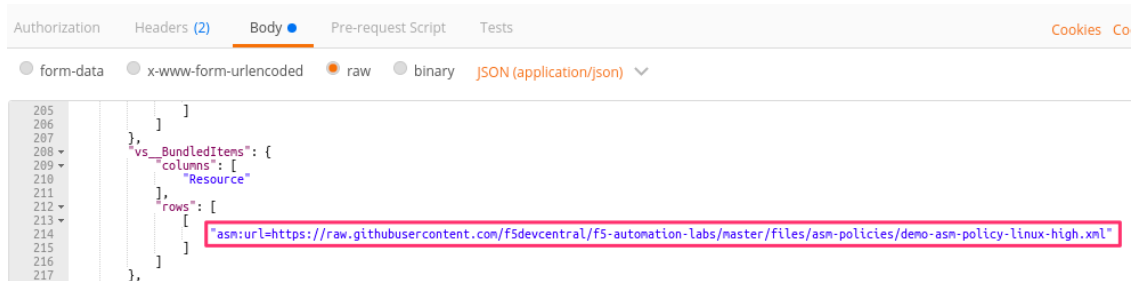 Authorization Headers (2) Body Pre-request Script Tests Cookies Co
form-data x-www-form-urlencoded raw binary JSON (application/json)
205 ]
206 ]
207 },
208 "vs__BundledItems": {
209 "columns": [
210 "Resource"
211 ],
212 "rows": [
213 [
214 "asm:url=https://raw.githubusercontent.com/f5devcentral/f5-automation-labs/master/files/asm-policies/demo-asm-policy-linux-high.xml"
215 ]
216 ]
217 },